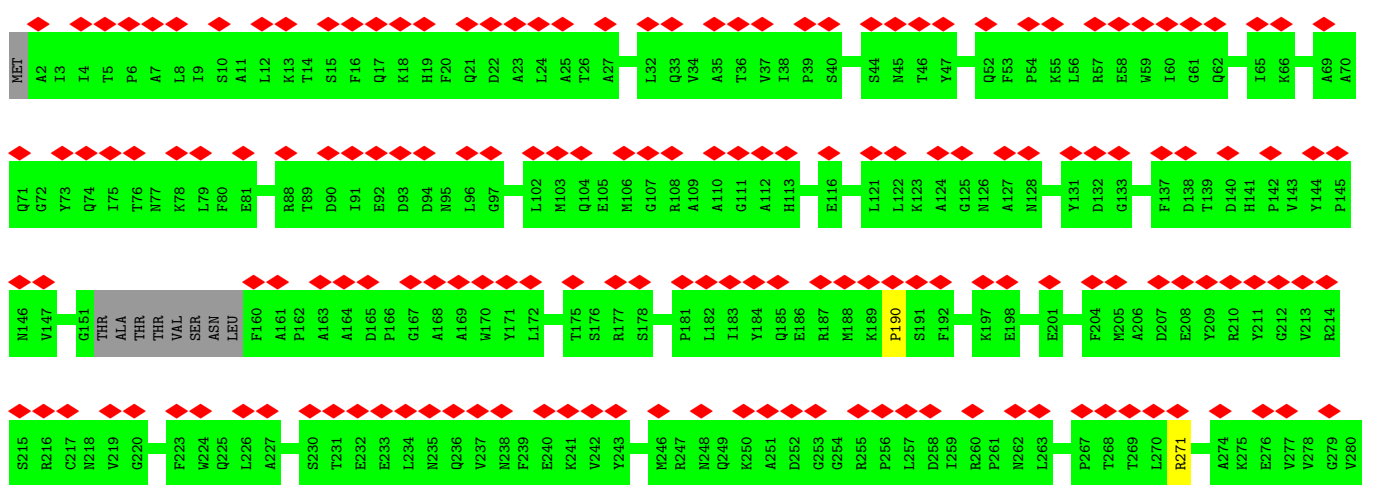 MET A2 I3 I4 T5 P6 A7 L8 I9 S10 A11 L12 K13 T14 S15 F16 Q17 K18 H19 F20 Q21 D22 A23 L24 A25 T26 A27 L32 Q33 V34 A35 T36 V37 I38 P39 S40 S44 N45 T46 Y47 Q52 F53 P54 K55 L56 R57 E58 W59 I60 G61 Q62 I65 K66 A69 A70
Q71 G72 Y73 Q74 I75 T76 N77 K78 L79 F80 E81 R88 T89 D90 I91 E92 D93 D94 N95 L96 G97 L102 M103 Q104 E105 M106 G107 R108 A109 A110 G111 A112 H113 E116 L121 L122 K123 A124 G125 N126 A127 N128 Y131 D132 G133 F137 D138 T139 D140 H141 P142 V143 Y144 P145
N146 V147 G151 THR ALA THR THR VAL SER ASN LEU F160 A161 P162 A163 A164 D165 P166 G167 A168 A169 W170 Y171 L172 T175 S176 R177 S178 P181 L182 I183 Y184 Q185 E186 R187 M188 K189 P190 S191 F192 K197 E198 E201 F204 M205 A206 D207 E208 Y209 R210 Y211 G212 V213 R214
S215 R216 C217 N218 V219 G220 F223 W224 Q225 L226 A227 S230 T231 E232 E233 L234 N235 Q236 V237 N238 F239 E240 K241 V242 Y243 M246 R247 N248 Q249 K250 A251 D252 G253 G254 R255 P256 L257 D258 I259 R260 P261 N262 L263 P267 T268 T269 L270 R271 A274 K275 E276 V277 V278 G279 V280